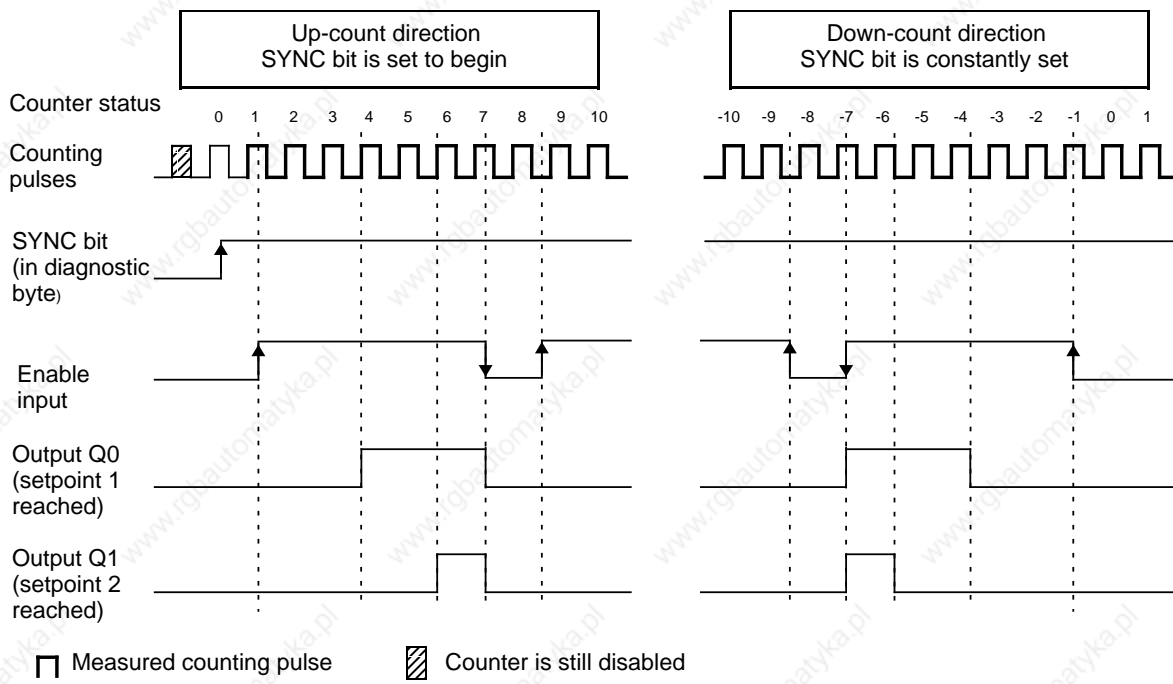 Up-count direction
SYNC bit is set to begin
Down-count direction
SYNC bit is constantly set
Counter status
0 1 2 3 4 5 6 7 8 9 10
-10 -9 -8 -7 -6 -5 -4 -3 -2 -1 0 1
Counting
pulses
SYNC bit
(in diagnostic
byte)
Enable
input
Output Q0
(setpoint 1
reached)
Output Q1
(setpoint 2
reached)
Measured counting pulse
Counter is still disabled
www.rgbautomatyka.pl